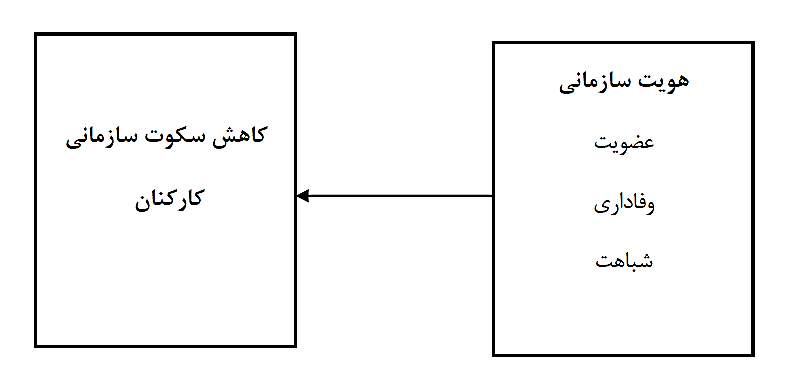 هویت سازمانی
عضویت
وفاداری
شباهت
کاهش سکوت سازمانی
کارکنان